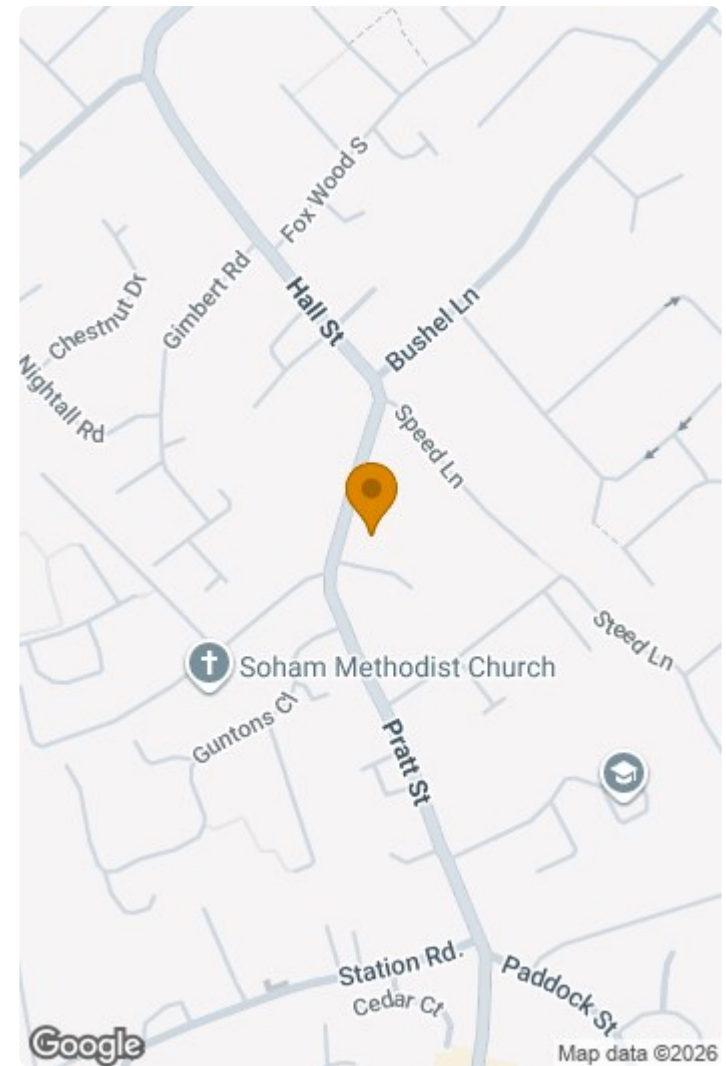 Fox Wood S
Gimbert Rd
Chestnut Dr
Hall St
Bushel Ln
Nightall Rd
Speed Ln
Steed Ln
Soham Methodist Church
Guntons Cl
Pratt St
Station Rd.
Paddock St
Cedar Ct
Google
Map data ©2026